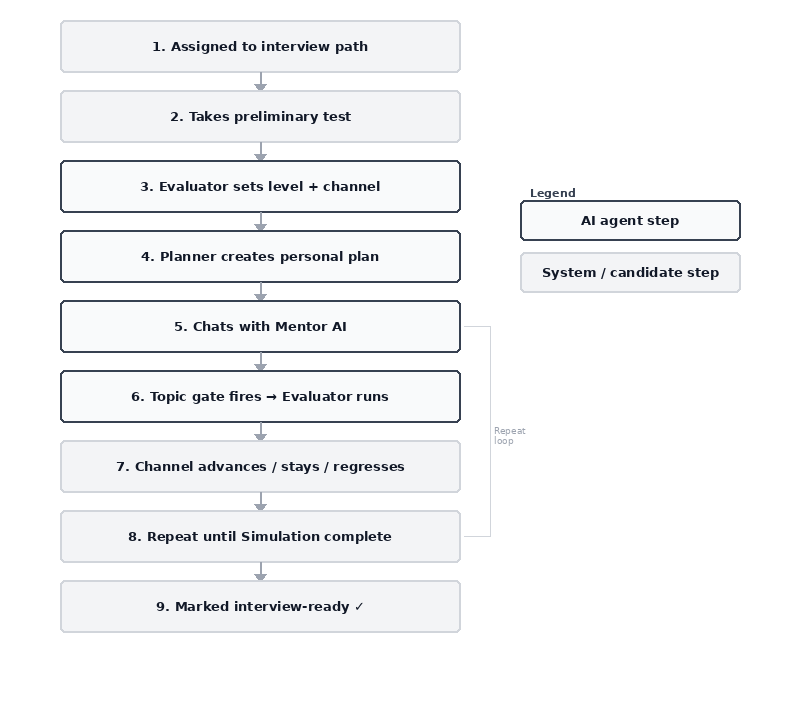 1. Assigned to interview path
2. Takes preliminary test
3. Evaluator sets level + channel
4. Planner creates personal plan
5. Chats with Mentor AI
6. Topic gate fires → Evaluator runs
7. Channel advances / stays / regresses
8. Repeat until Simulation complete
9. Marked interview-ready ✓
Repeat
loop
Legend
AI agent step
System / candidate step